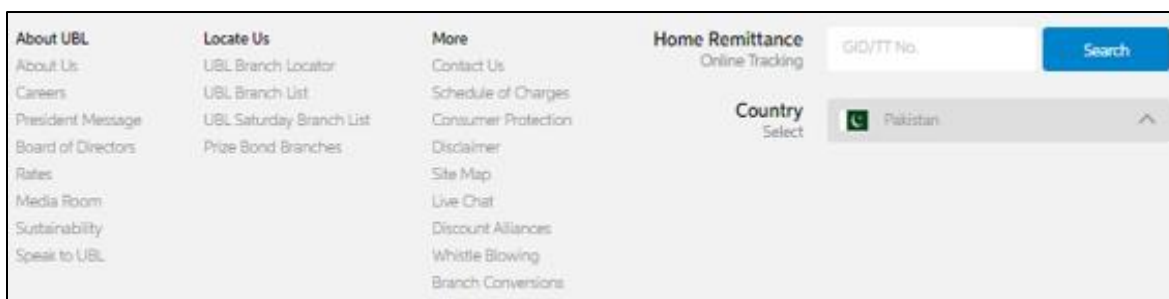 About UBL
About Us
Careers
President Message
Board of Directors
Rates
Media Room
Sustainability
Speak to UBL
Locate Us
UBL Branch Locator
UBL Branch List
UBL Saturday Branch List
Prize Bond Branches
More
Contact Us
Schedule of Charges
Consumer Protection
Disclaimer
Site Map
Live Chat
Discount Alliances
Whistle Blowing
Branch Conversions
Home Remittance
Online Tracking
GID/TT No.
Search
Country
Select
Pakistan